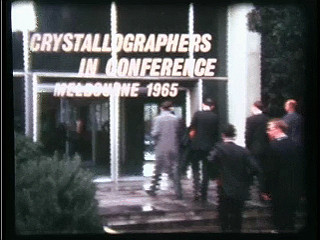 CRYSTALLOGRAPHERS
IN CONFERENCE
MELBOURNE 1965